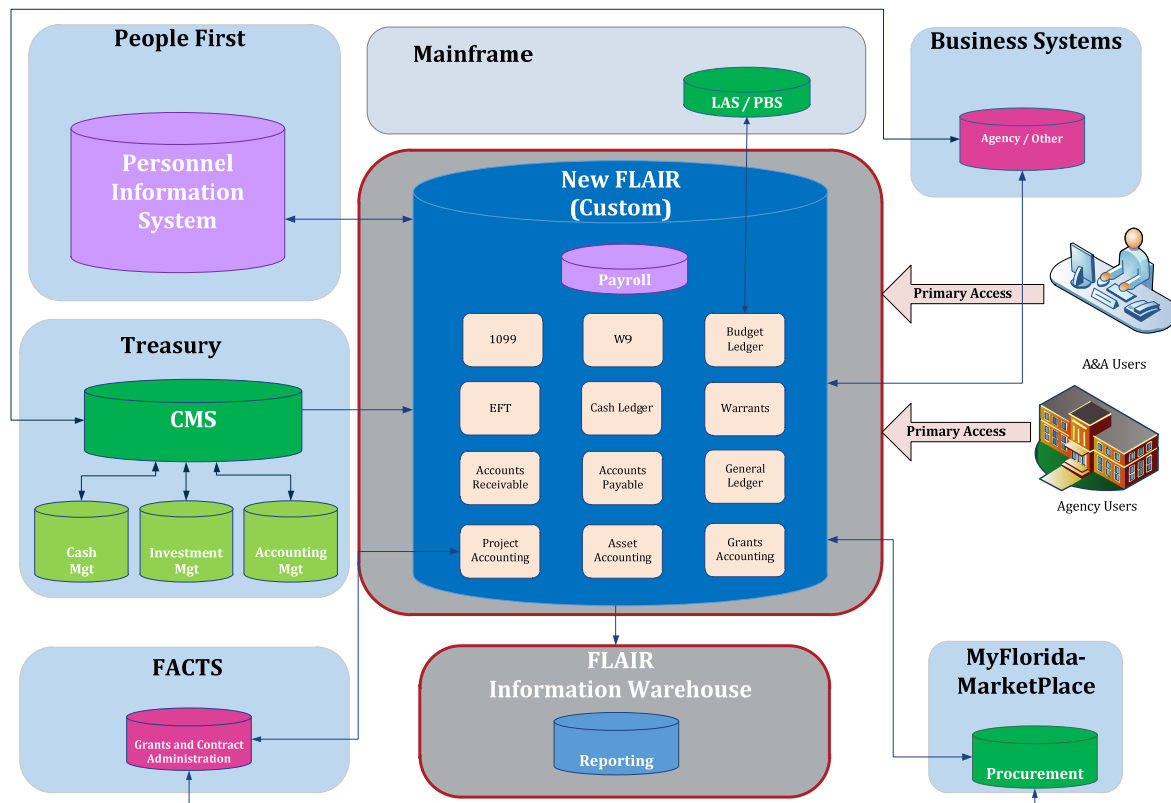 People First
Personnel
Information
System
Mainframe
LAS / PBS
Business Systems
Agency / Other
New FLAIR
(Custom)
Payroll
1099
W9
Budget
Ledger
EFT
Cash Ledger
Warrants
Accounts
Receivable
Accounts
Payable
General
Ledger
Project
Accounting
Asset
Accounting
Grants
Accounting
Primary Access
A&A Users
Primary Access
Agency Users
Treasury
CMS
Cash
Mgt
Investment
Mgt
Accounting
Mgt
FACTS
Grants and Contract
Administration
FLAIR
Information Warehouse
Reporting
MyFlorida-
MarketPlace
Procurement